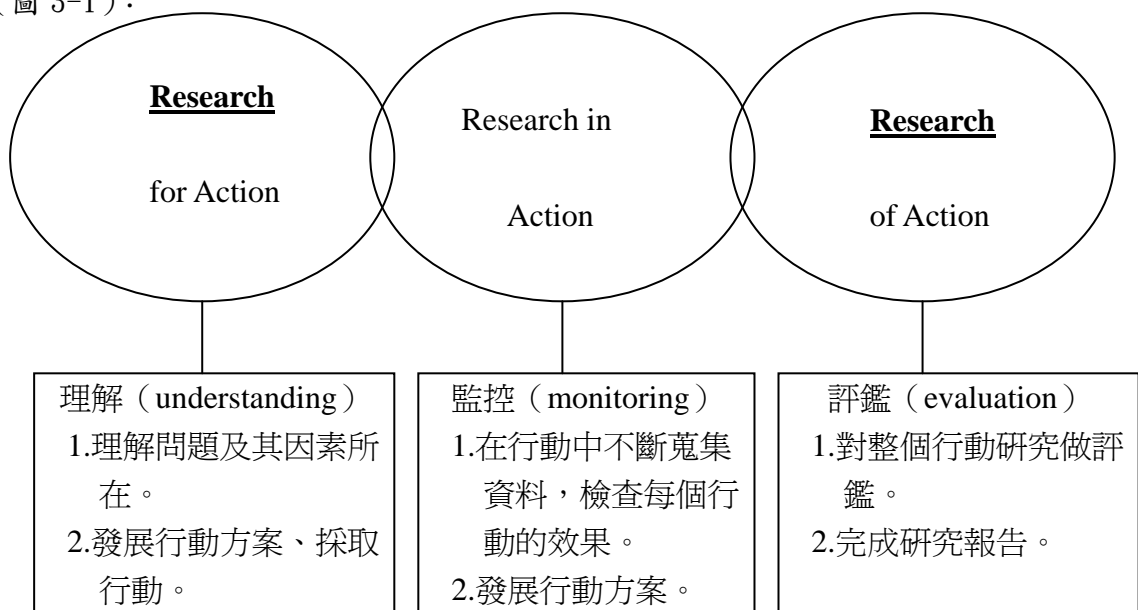 （圖 3-1）：
Research
for Action
Research in
Action
Research
of Action
理解（understanding）
1.理解問題及其因素所
在。
2.發展行動方案、採取
行動。
監控（monitoring）
1.在行動中不斷蒐集
資料，檢查每個行
動的效果。
2.發展行動方案。
評鑑（evaluation）
1.對整個行動研究做評
鑑。
2.完成研究報告。